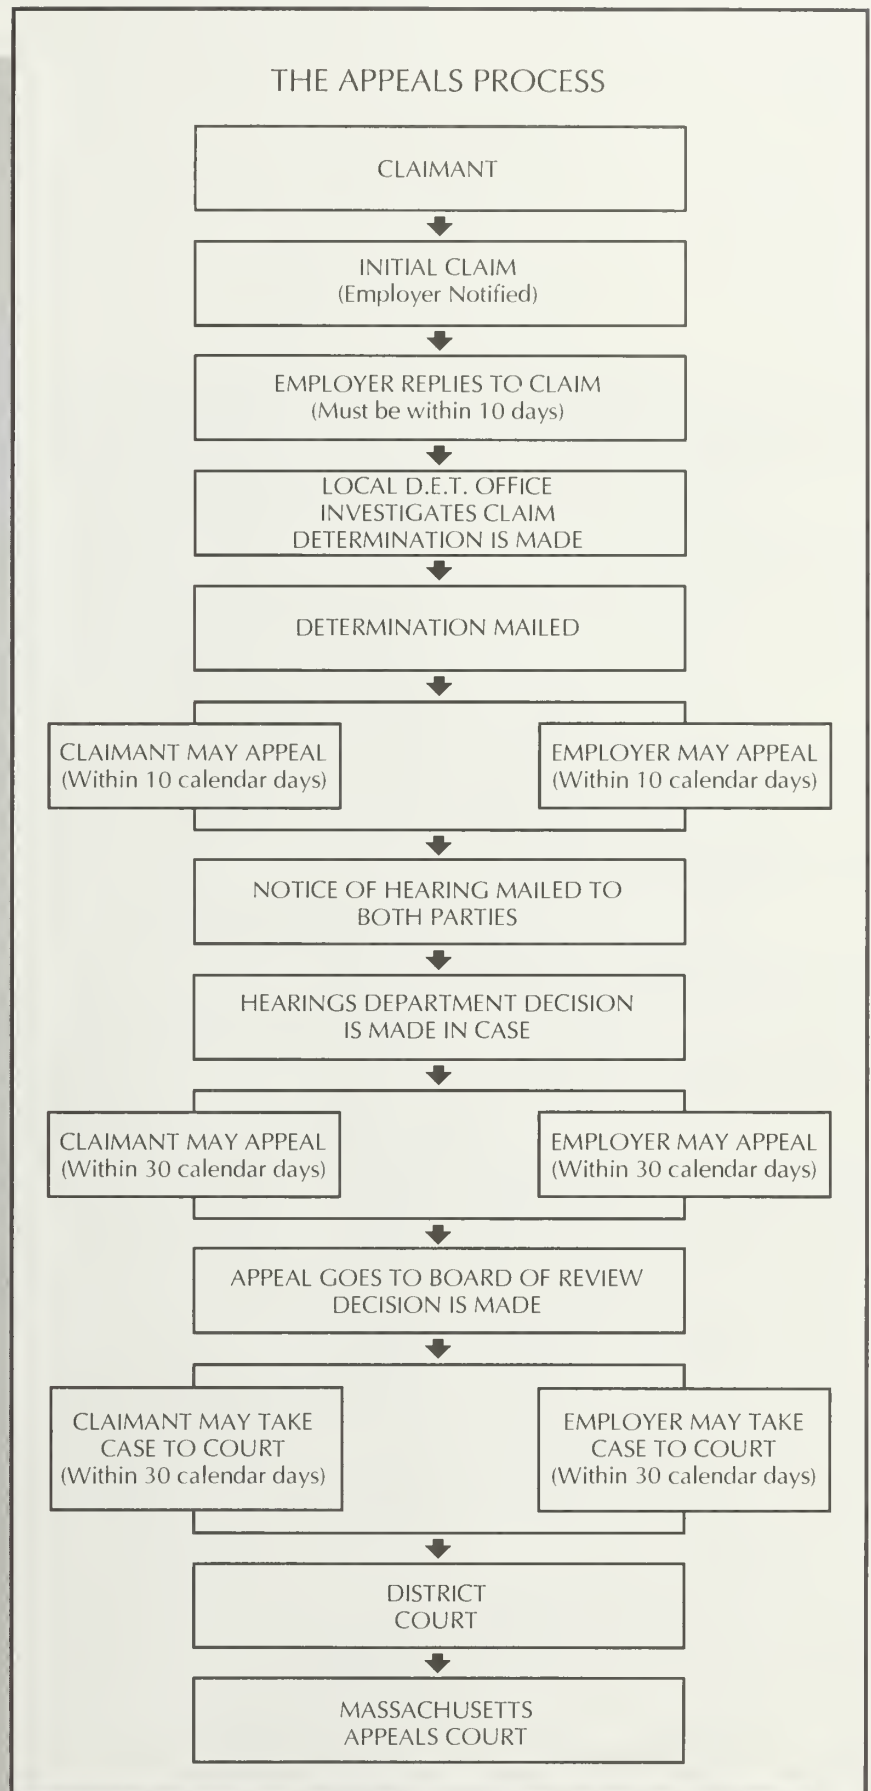 THE APPEALS PROCESS
CLAIMANT
INITIAL CLAIM
(Employer Notified)
EMPLOYER REPLIES TO CLAIM
(Must be within 10 days)
LOCAL D.E.T. OFFICE
INVESTIGATES CLAIM
DETERMINATION IS MADE
DETERMINATION MAILED
CLAIMANT MAY APPEAL
(Within 10 calendar days)
EMPLOYER MAY APPEAL
(Within 10 calendar days)
NOTICE OF HEARING MAILED TO
BOTH PARTIES
HEARINGS DEPARTMENT DECISION
IS MADE IN CASE
CLAIMANT MAY APPEAL
(Within 30 calendar days)
EMPLOYER MAY APPEAL
(Within 30 calendar days)
APPEAL GOES TO BOARD OF REVIEW
DECISION IS MADE
CLAIMANT MAY TAKE
CASE TO COURT
(Within 30 calendar days)
EMPLOYER MAY TAKE
CASE TO COURT
(Within 30 calendar days)
DISTRICT
COURT
MASSACHUSETTS
APPEALS COURT